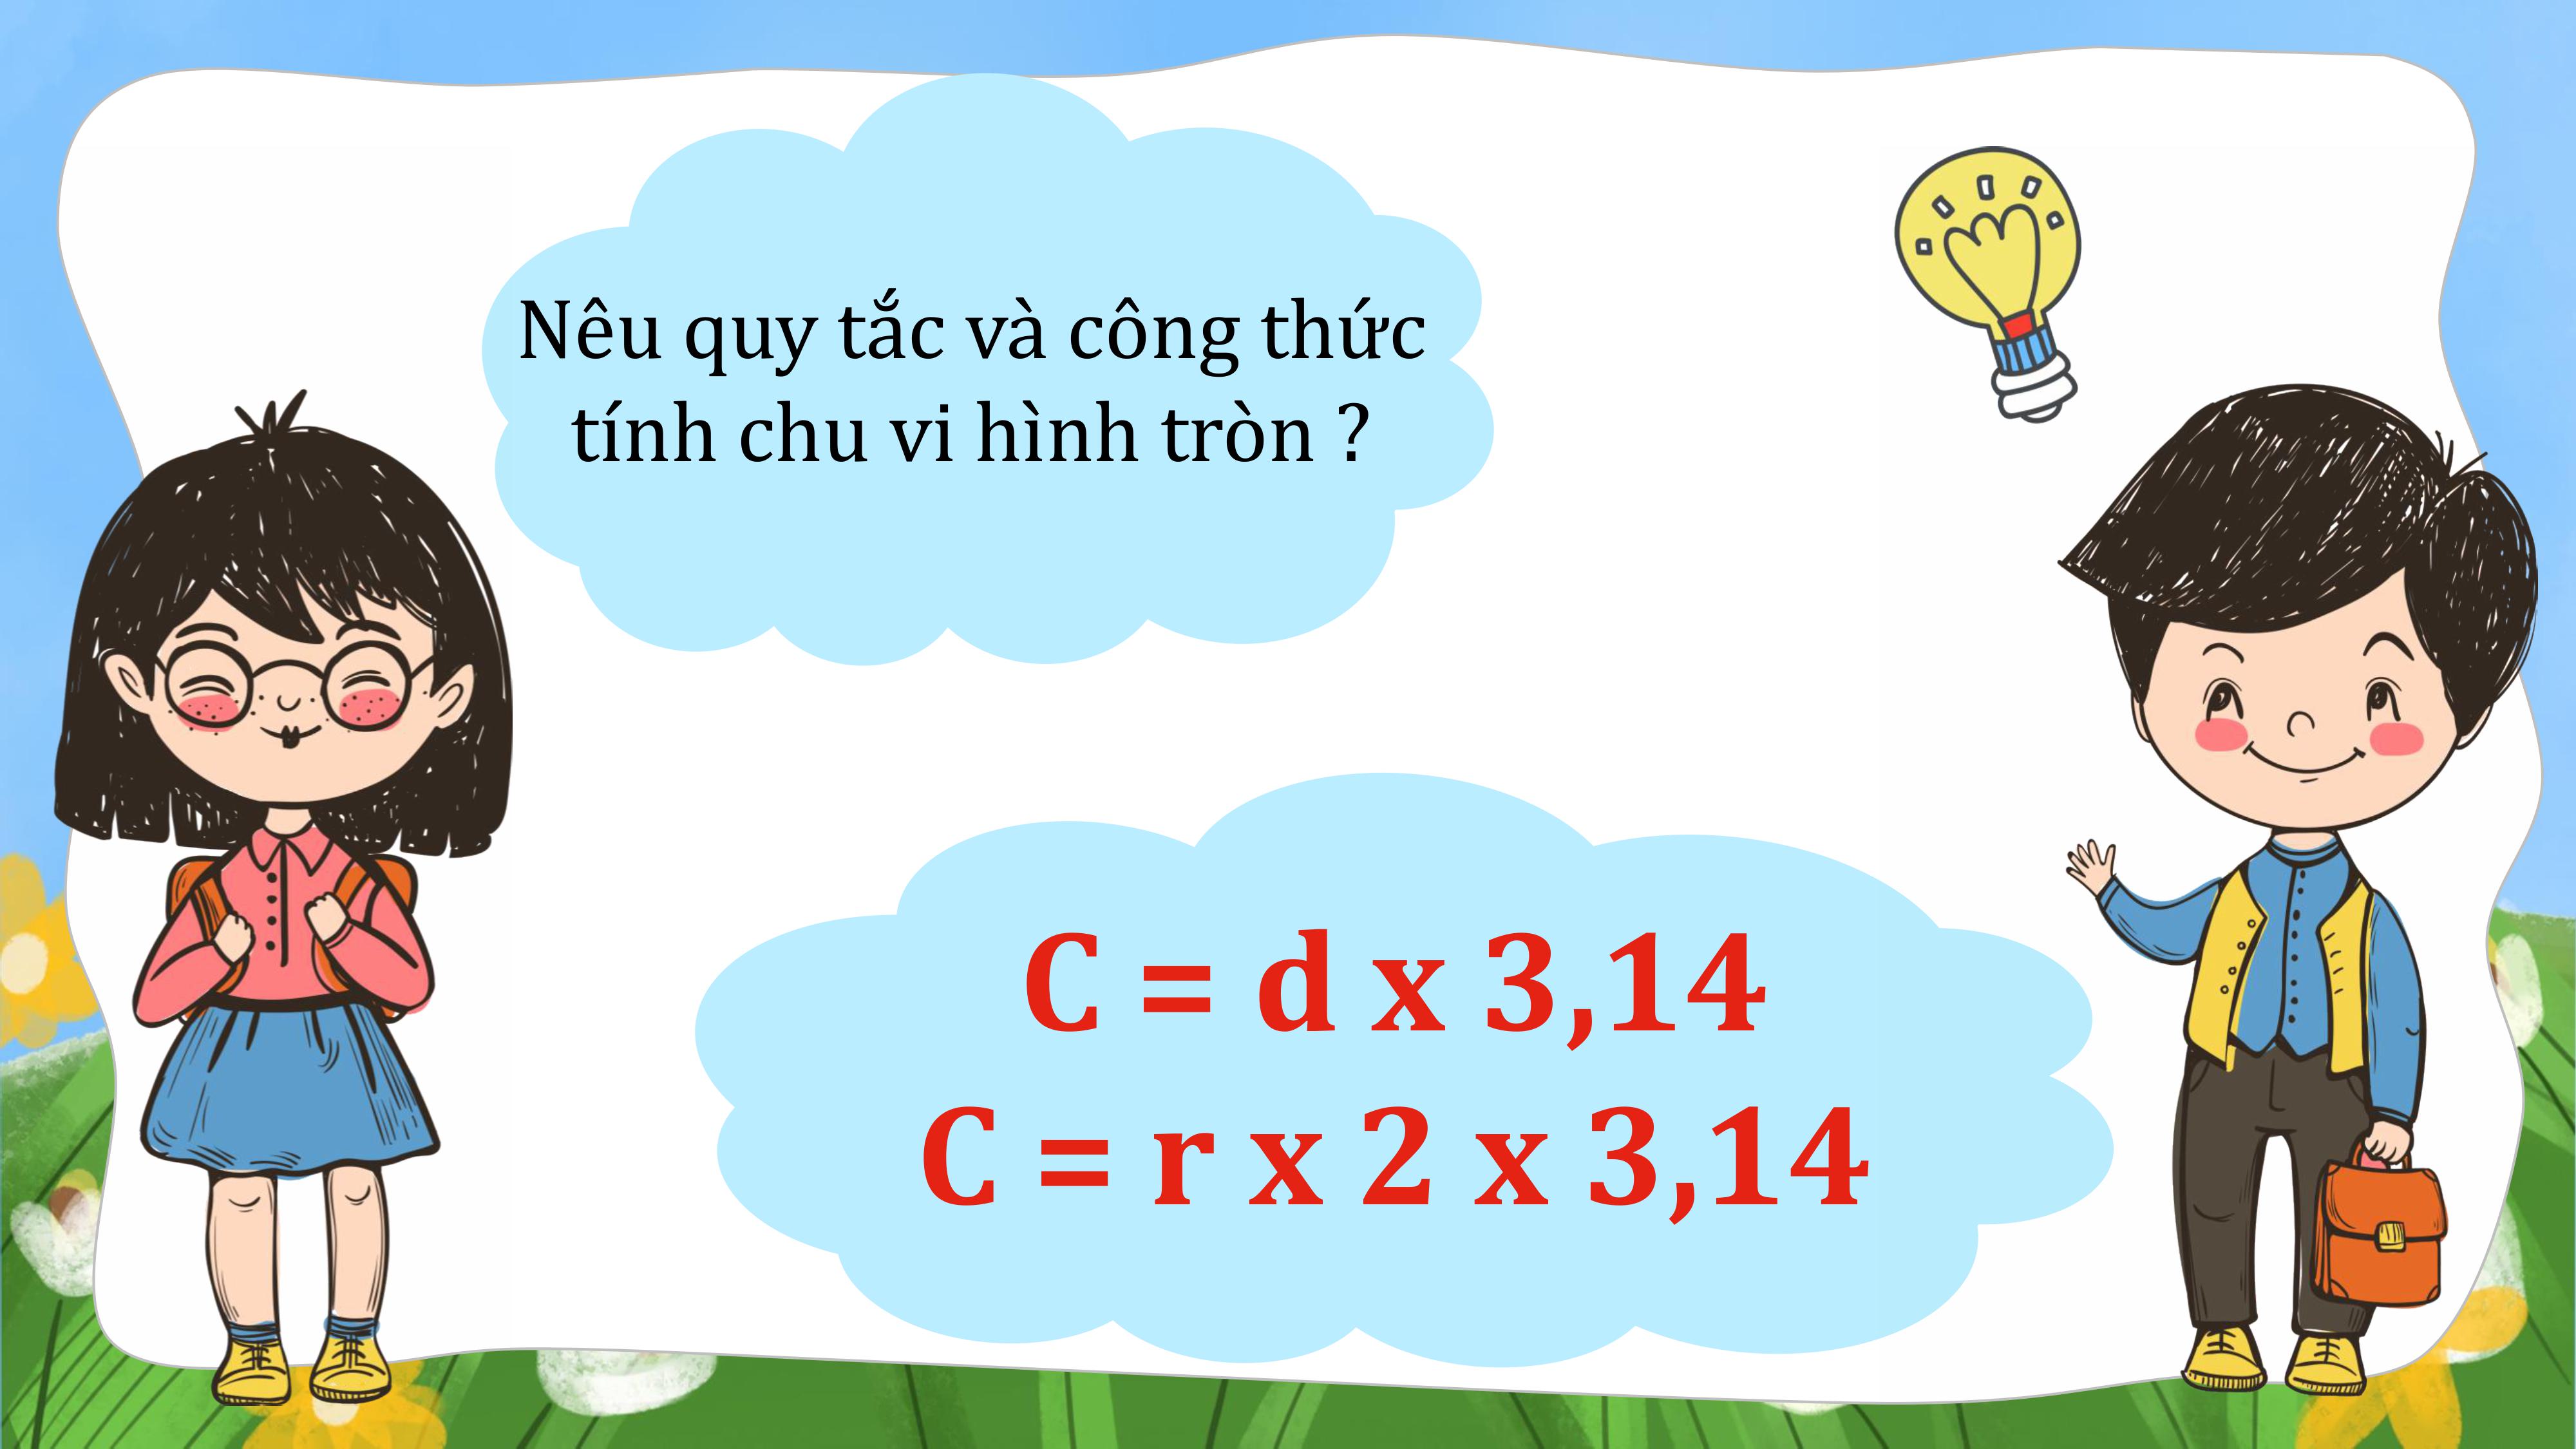 Nêu quy tắc và công thức
tính chu vi hình tròn ?
C = d x 3,14
C = r x 2 x 3,14